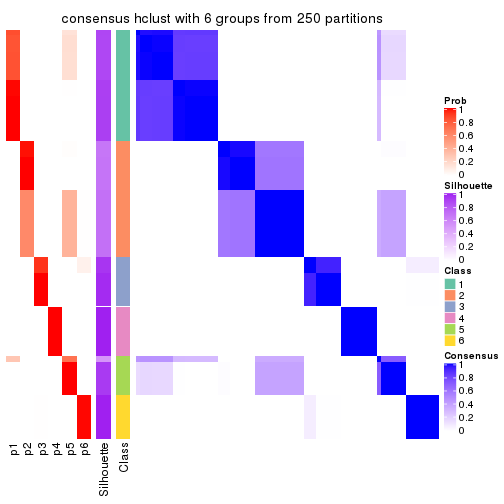 consensus hclust with 6 groups from 250 partitions
Prob
1
0.8
0.6
0.4
0.2
0
Silhouette
1
0.8
0.6
0.4
0.2
0
Class
1
2
3
4
5
6
Consensus
1
0.8
0.6
0.4
0.2
0
p1
p2
p3
p4
p5
p6
Silhouette
Class